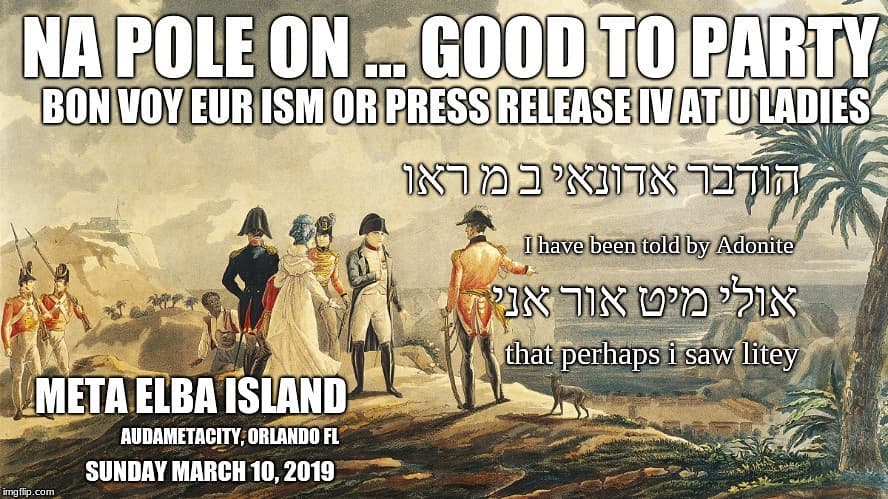 NA POLE ON ... GOOD TO PARTY
BON VOY EUR ISM OR PRESS RELEASE IV AT U LADIES
הודבר אדונאי ב מ ראו
I have been told by Adonite
אולי מיט אור אני
that perhaps i saw litey
META ELBA ISLAND
AUDAMETACITY, ORLANDO FL
SUNDAY MARCH 10, 2019
imgflip.com